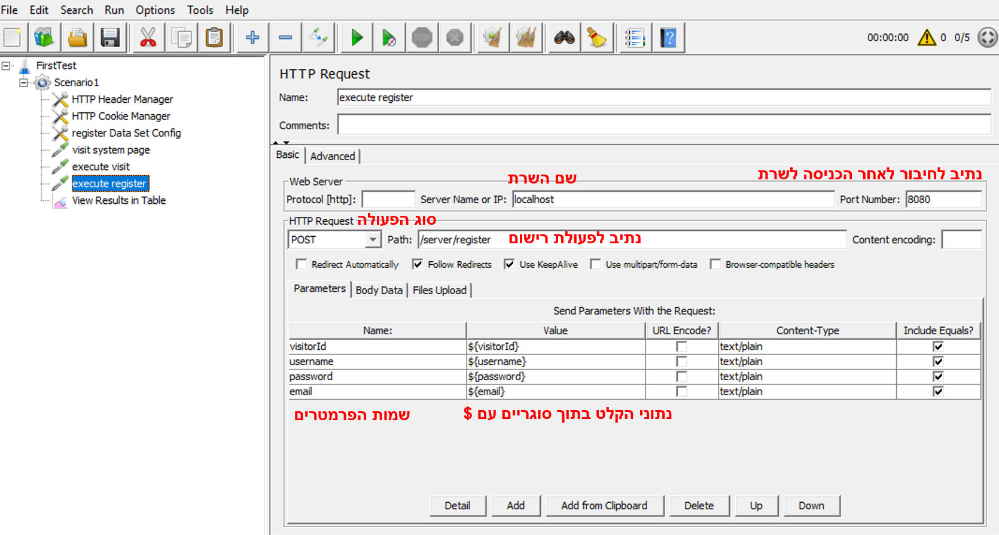 File Edit Search Run Options Tools Help
STOP
00:00:00 0 0/5
FirstTest
Scenario1
HTTP Header Manager
HTTP Cookie Manager
register Data Set Config
visit system page
execute visit
execute register
View Results in Table
HTTP Request
Name: execute register
Comments:
Basic Advanced
Web Server
שם השרת
נתיב לחיבור לאחר הכניסה לשרת
Protocol [http]: Server Name or IP: localhost Port Number: 8080
HTTP Request
סוג הפעולה
POST Path: /server/register
נתיב לפעולת רישום
Content encoding:
Redirect Automatically Follow Redirects Use KeepAlive Use multipart/form-data Browser-compatible headers
Parameters Body Data Files Upload
Send Parameters With the Request:
Name: Value URL Encode? Content-Type Include Equals?
visitorId ${visitorId} text/plain
username ${username} text/plain
password ${password} text/plain
email ${email} text/plain
שמות הפרמטרים
נתוני הקלט בתוך סוגריים עם $
Detail Add Add from Clipboard Delete Up Down